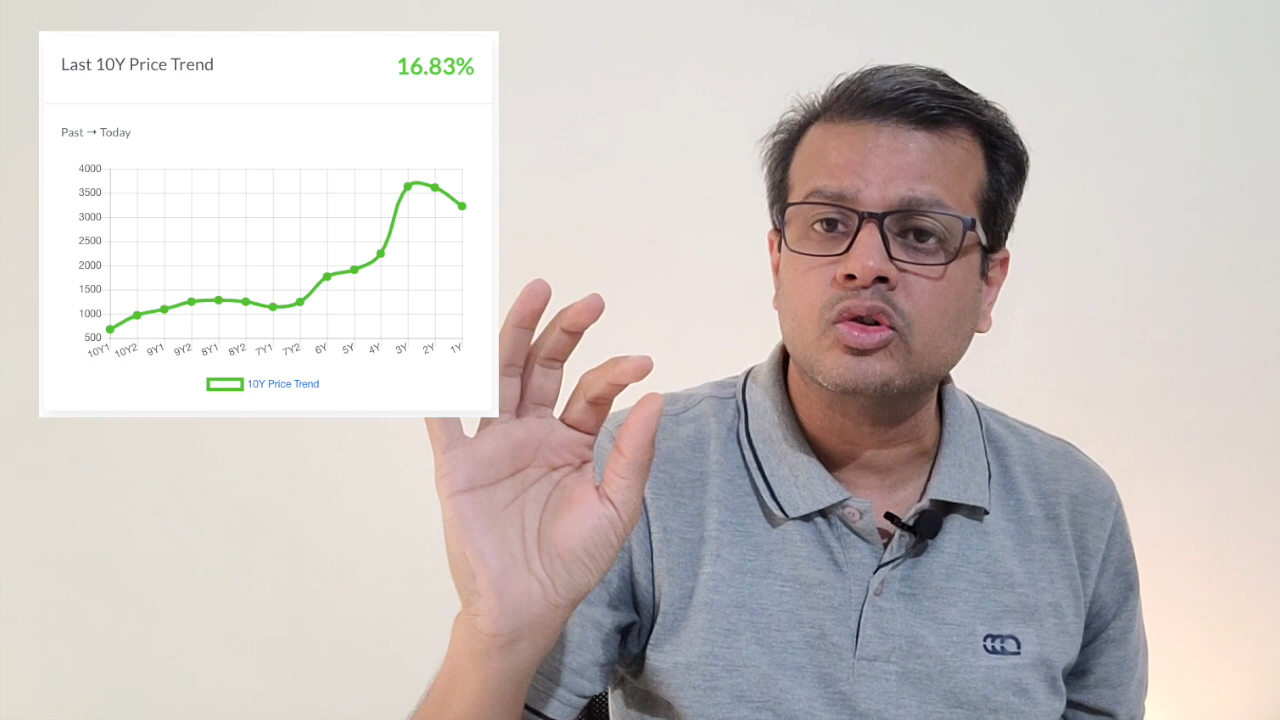 Last 10Y Price Trend
16.83%
Past → Today
4000
3500
3000
2500
2000
1500
1000
500
10Y1 10Y2 9Y1 9Y2 8Y1 8Y2 7Y1 7Y2 6Y 5Y 4Y 3Y 2Y 1Y
10Y Price Trend